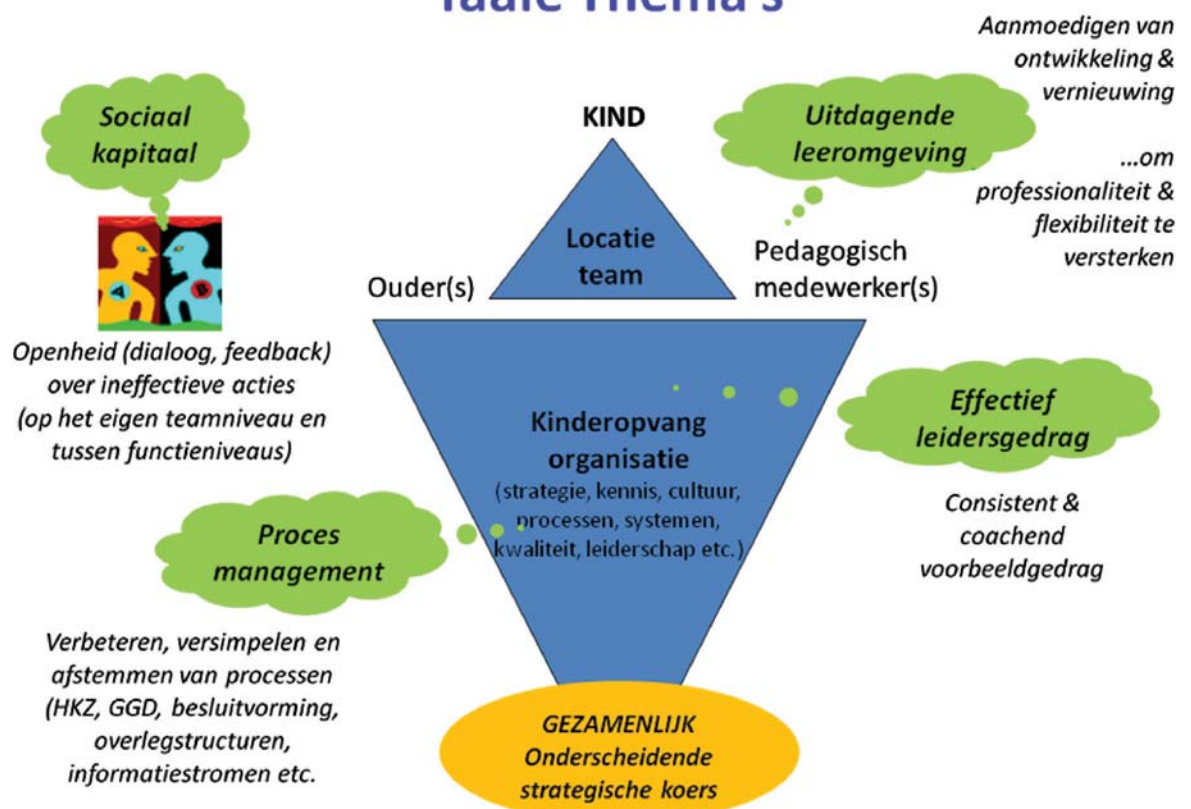 Thema's
Aanmoedigen van
ontwikkeling &
vernieuwing
...om
professionaliteit &
flexibiliteit te
versterken
Sociaal
kapitaal
KIND
Uitdagende
leeromgeving
Locatie
team
Ouder(s)
Pedagogisch
medewerker(s)
A
B
Openheid (dialoog, feedback)
over ineffectieve acties
(op het eigen teamniveau en
tussen functieniveaus)
Kinderopvang
organisatie
(strategie, kennis, cultuur,
processen, systemen,
kwaliteit, leiderschap etc.)
Effectief
leidersgedrag
Consistent &
coachend
voorbeeldgedrag
Proces
management
Verbeteren, versimpelen en
afstemmen van processen
(HKZ, GGD, besluitvorming,
overlegstructuren,
informatiestromen etc.
GEZAMENLIJK
Onderscheidende
strategische koers